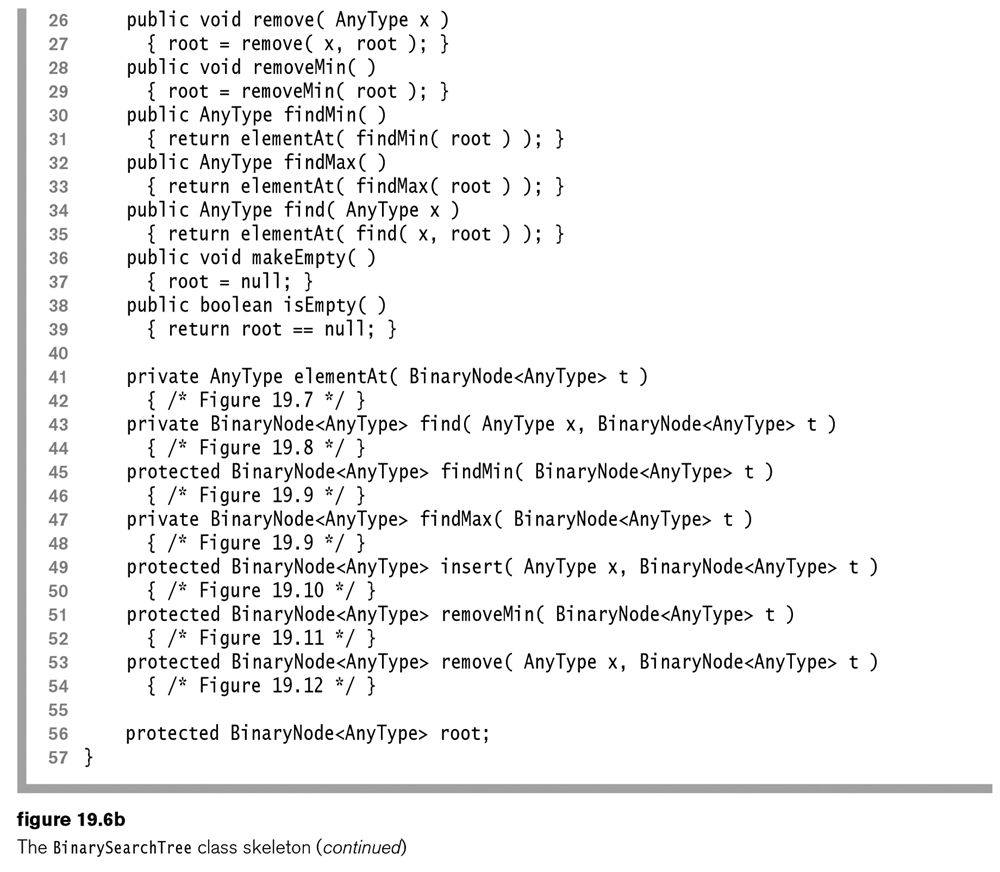 26 public void remove( AnyType x )
27 { root = remove( x, root ); }
28 public void removeMin( )
29 { root = removeMin( root ); }
30 public AnyType findMin( )
31 { return elementAt( findMin( root ) ); }
32 public AnyType findMax( )
33 { return elementAt( findMax( root ) ); }
34 public AnyType find( AnyType x )
35 { return elementAt( find( x, root ) ); }
36 public void makeEmpty( )
37 { root = null; }
38 public boolean isEmpty( )
39 { return root == null; }
40
41 private AnyType elementAt( BinaryNode<AnyType> t )
42 { /* Figure 19.7 */ }
43 private BinaryNode<AnyType> find( AnyType x, BinaryNode<AnyType> t )
44 { /* Figure 19.8 */ }
45 protected BinaryNode<AnyType> findMin( BinaryNode<AnyType> t )
46 { /* Figure 19.9 */ }
47 private BinaryNode<AnyType> findMax( BinaryNode<AnyType> t )
48 { /* Figure 19.9 */ }
49 protected BinaryNode<AnyType> insert( AnyType x, BinaryNode<AnyType> t )
50 { /* Figure 19.10 */ }
51 protected BinaryNode<AnyType> removeMin( BinaryNode<AnyType> t )
52 { /* Figure 19.11 */ }
53 protected BinaryNode<AnyType> remove( AnyType x, BinaryNode<AnyType> t )
54 { /* Figure 19.12 */ }
55
56 protected BinaryNode<AnyType> root;
57 }
figure 19.6b
The BinarySearchTree class skeleton (continued)